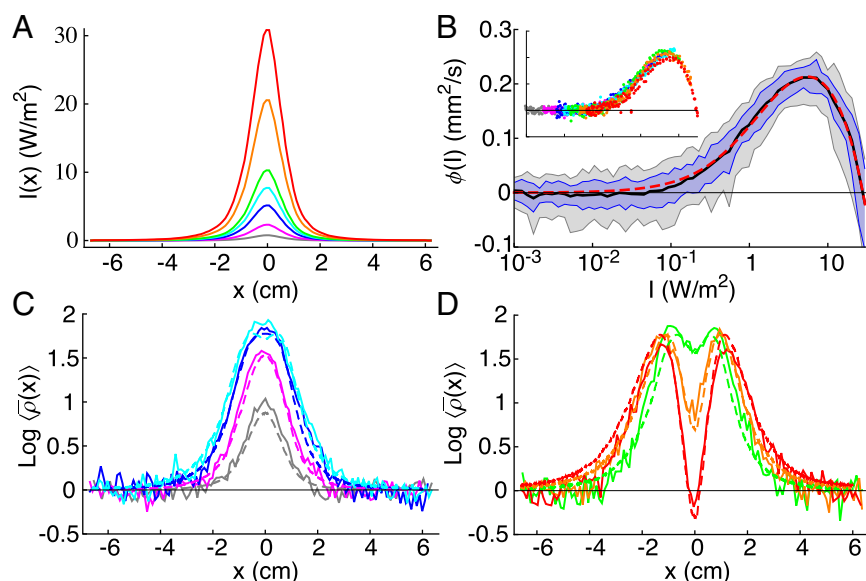 A
I(x) (W/m²)
30
20
10
0
-6 -4 -2 0 2 4 6
x (cm)
B
ϕ(I) (mm²/s)
0.3
0.2
0.1
0
-0.1
10⁻³ 10⁻² 10⁻¹ 1 10
I (W/m²)
C
Log ⟨ρ̅(x)⟩
2
1.5
1
0.5
0
-0.5
-6 -4 -2 0 2 4 6
x (cm)
D
Log ⟨ρ̅(x)⟩
2
1.5
1
0.5
0
-0.5
-6 -4 -2 0 2 4 6
x (cm)